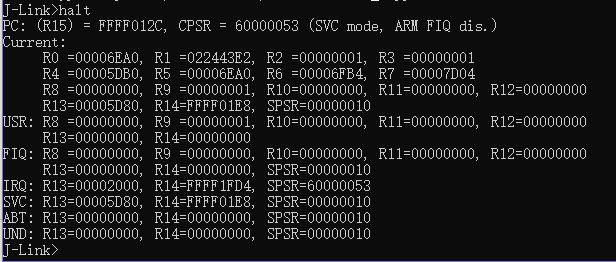 J-Link>halt
PC: (R15) = FFFF012C, CPSR = 60000053 (SVC mode, ARM FIQ dis.)
Current:
     R0 =00006EA0, R1 =022443E2, R2 =00000001, R3 =00000001
     R4 =00005DB0, R5 =00006EA0, R6 =00006FB4, R7 =00007D04
     R8 =00000000, R9 =00000001, R10=00000000, R11=00000000, R12=00000000
     R13=00005D80, R14=FFFF01E8, SPSR=00000010
USR: R8 =00000000, R9 =00000001, R10=00000000, R11=00000000, R12=00000000
     R13=00000000, R14=00000000
FIQ: R8 =00000000, R9 =00000000, R10=00000000, R11=00000000, R12=00000000
     R13=00000000, R14=00000000, SPSR=00000010
IRQ: R13=00002000, R14=FFFF1FD4, SPSR=60000053
SVC: R13=00005D80, R14=FFFF01E8, SPSR=00000010
ABT: R13=00000000, R14=00000000, SPSR=00000010
UND: R13=00000000, R14=00000000, SPSR=00000010
J-Link>